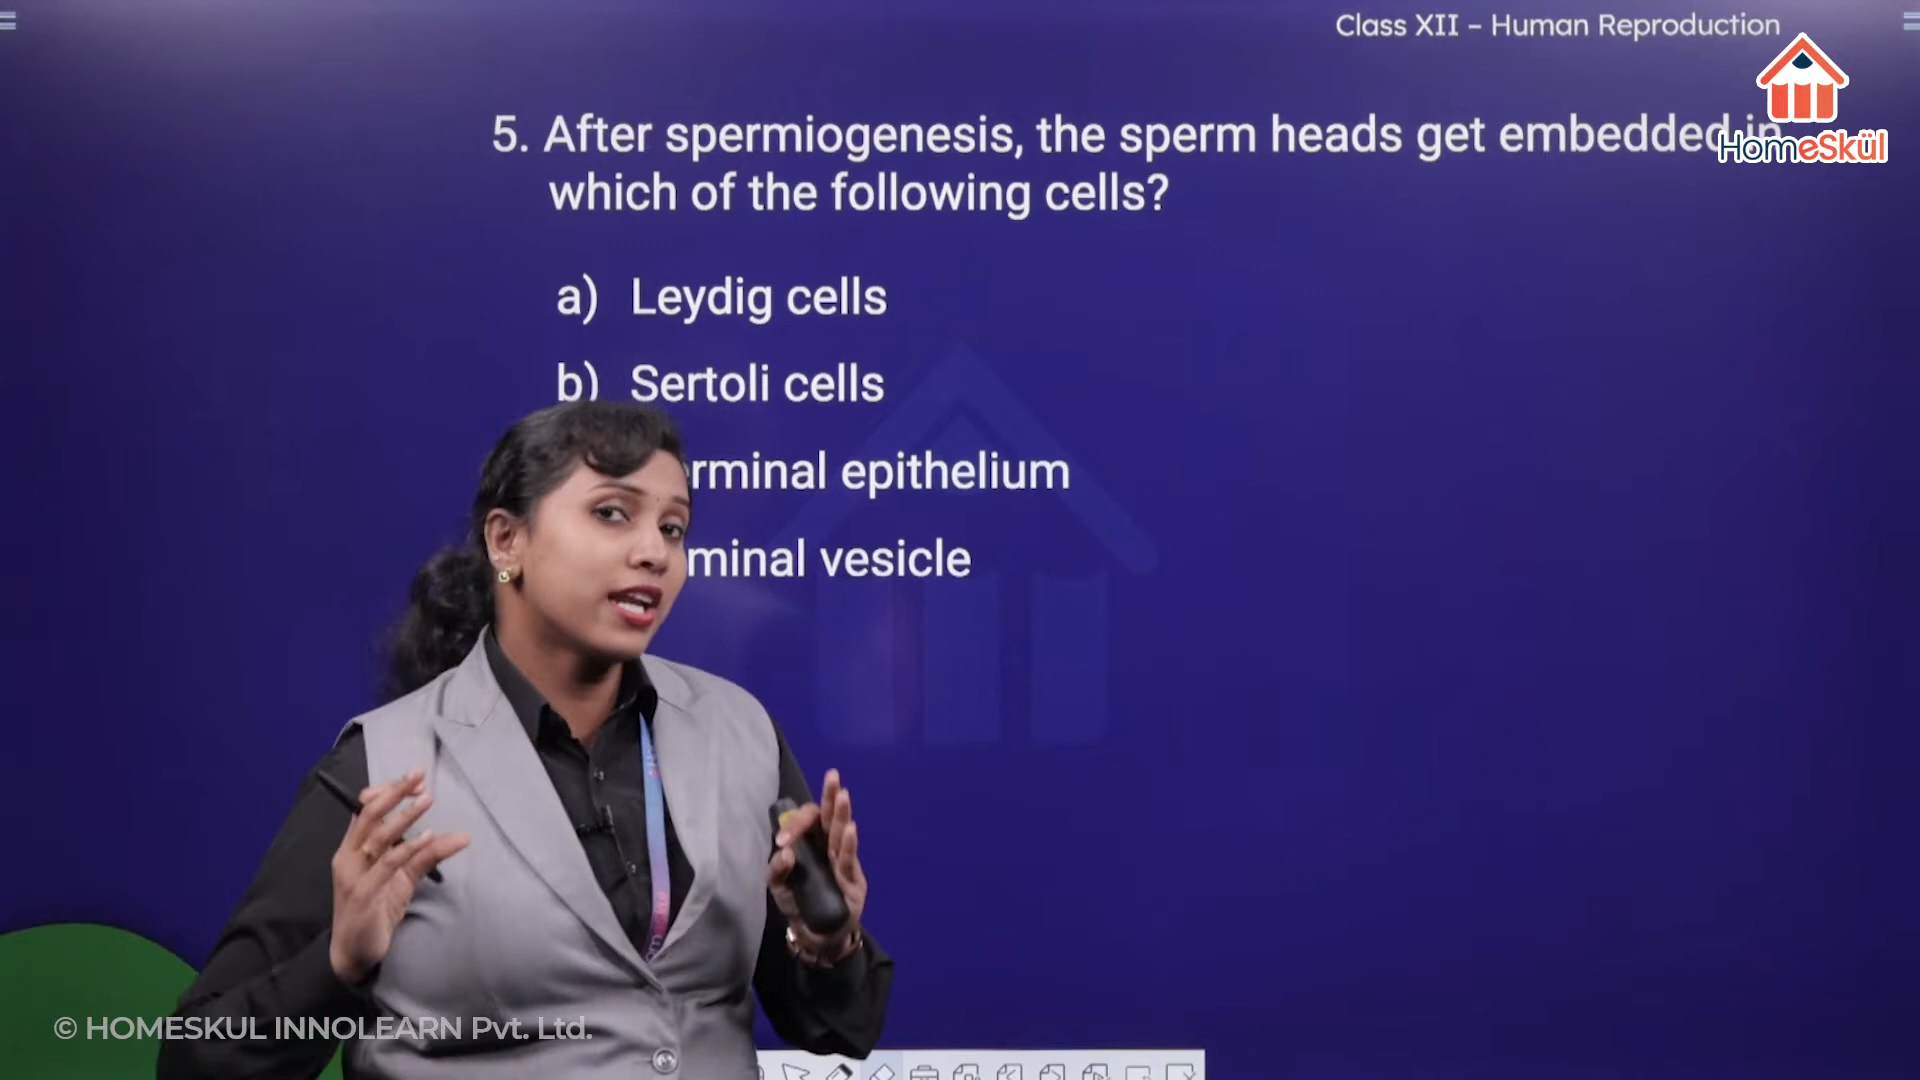 Class XII – Human Reproduction
HomeSkül
5. After spermiogenesis, the sperm heads get embedded in
which of the following cells?
a) Leydig cells
b) Sertoli cells
rminal epithelium
minal vesicle
© HOMESKUL INNOLEARN Pvt. Ltd.